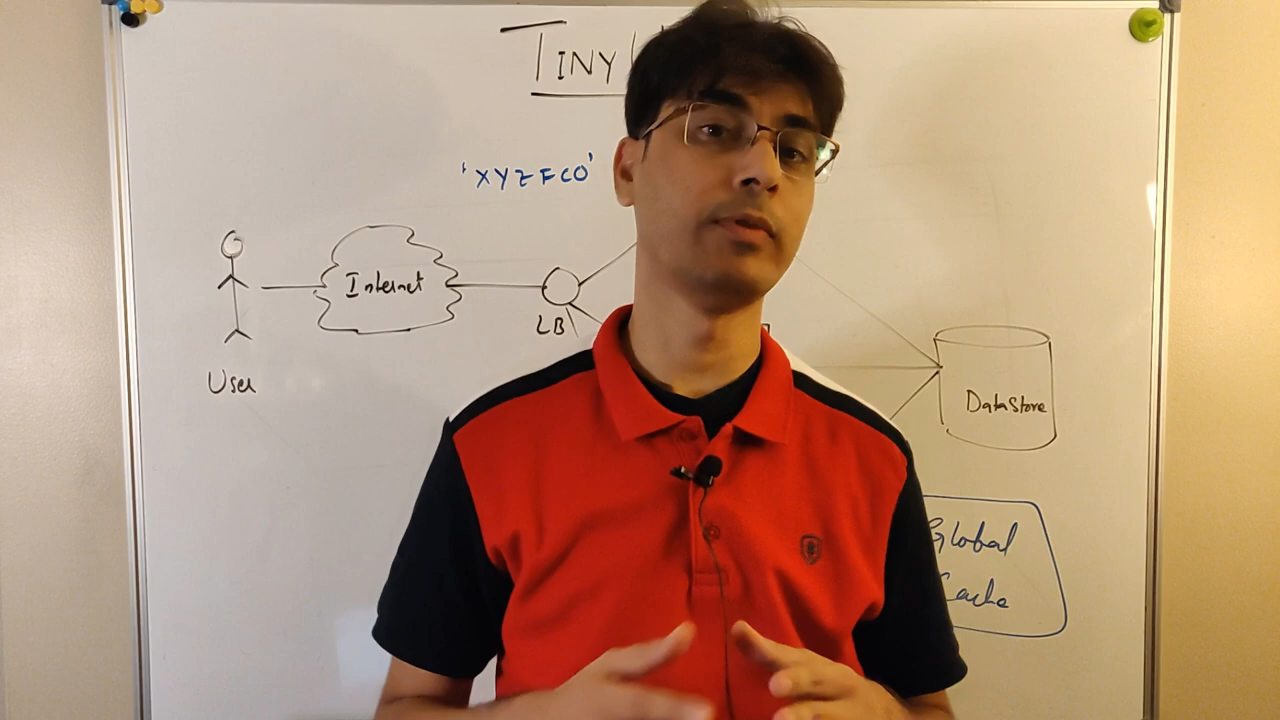 TINY
'XYZFCO'
Internet
LB
User
DataStore
Global
Cache